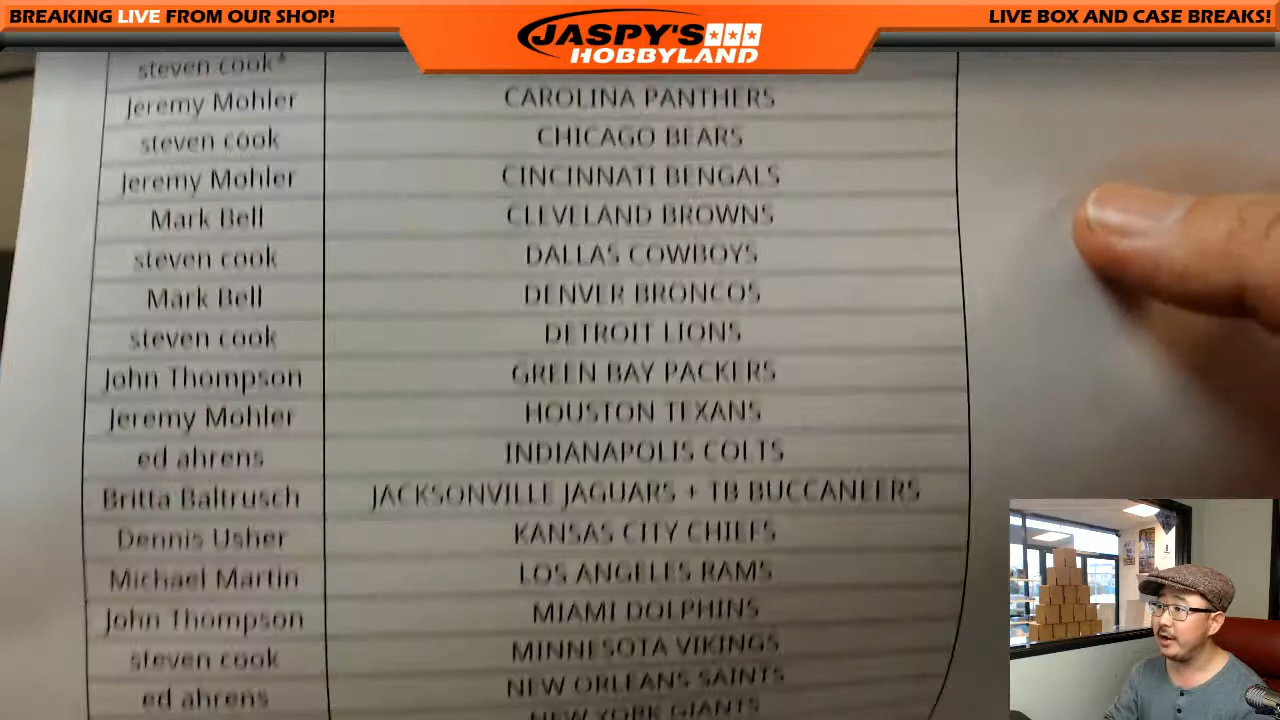 BREAKING LIVE FROM OUR SHOP!
JASPY'S
HOBBYLAND
LIVE BOX AND CASE BREAKS!
steven cook*
Jeremy Mohler CAROLINA PANTHERS
steven cook CHICAGO BEARS
Jeremy Mohler CINCINNATI BENGALS
Mark Bell CLEVELAND BROWNS
steven cook DALLAS COWBOYS
Mark Bell DENVER BRONCOS
steven cook DETROIT LIONS
John Thompson GREEN BAY PACKERS
Jeremy Mohler HOUSTON TEXANS
ed ahrens INDIANAPOLIS COLTS
Britta Baltrusch JACKSONVILLE JAGUARS + TB BUCCANEERS
Dennis Usher KANSAS CITY CHIEFS
Michael Martin LOS ANGELES RAMS
John Thompson MIAMI DOLPHINS
steven cook MINNESOTA VIKINGS
ed ahrens NEW ORLEANS SAINTS
NEW YORK GIANTS